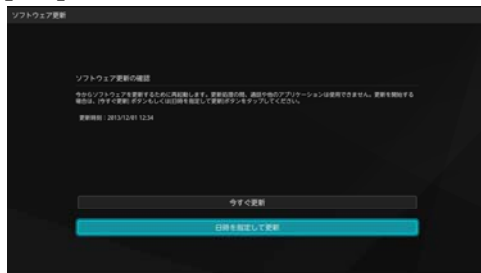 ソフトウェア更新
ソフトウェア更新の確認
今からソフトウェアを更新するために再起動します。更新処理の間、通話や他のアプリケーションは使用できません。更新を開始する
場合は、[今すぐ更新] ボタンもしくは[日時を指定して更新]ボタンをタップしてください。
更新時刻：2013/12/01 12:34
今すぐ更新
日時を指定して更新